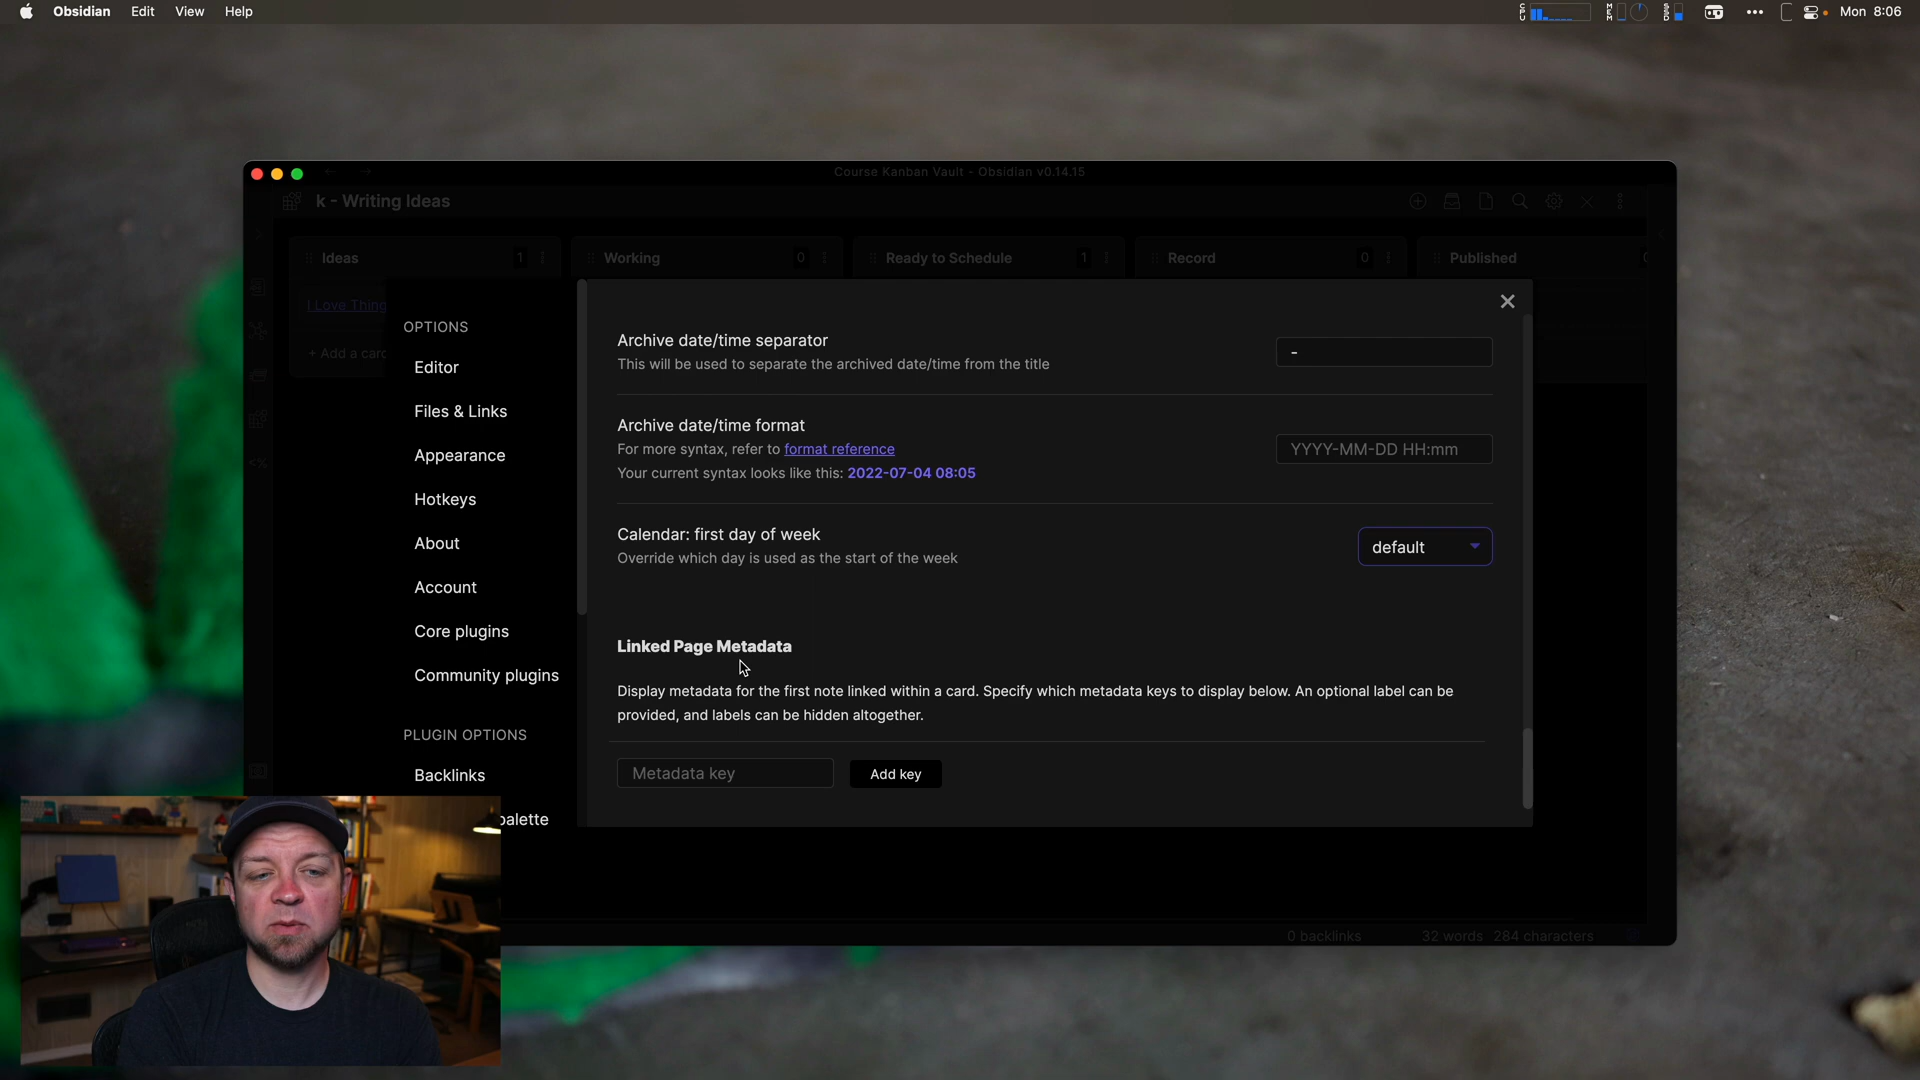 Obsidian Edit View Help
CPU MEM SSD Mon 8:06
Course Kanban Vault - Obsidian v0.14.15
k - Writing Ideas
Ideas 1 Working 0 Ready to Schedule 1 Record 0 Published
I Love Thing
+ Add a card
OPTIONS
Editor
Files & Links
Appearance
Hotkeys
About
Account
Core plugins
Community plugins
PLUGIN OPTIONS
Backlinks
palette
Archive date/time separator
This will be used to separate the archived date/time from the title
-
Archive date/time format
For more syntax, refer to format reference
Your current syntax looks like this: 2022-07-04 08:05
YYYY-MM-DD HH:mm
Calendar: first day of week
Override which day is used as the start of the week
default
Linked Page Metadata
Display metadata for the first note linked within a card. Specify which metadata keys to display below. An optional label can be
provided, and labels can be hidden altogether.
Metadata key Add key
0 backlinks 32 words 284 characters